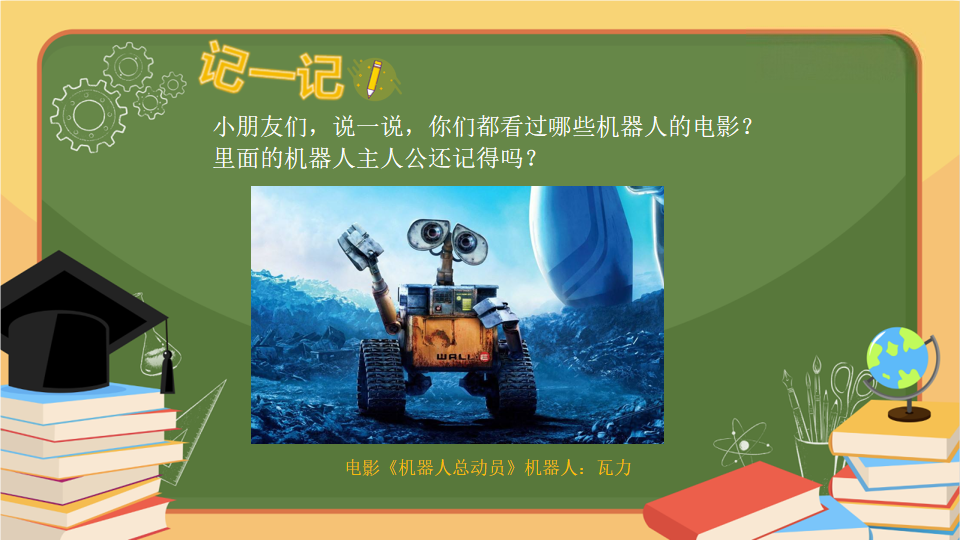 记一记
小朋友们，说一说，你们都看过哪些机器人的电影？
里面的机器人主人公还记得吗？
WALL·E
电影《机器人总动员》机器人：瓦力